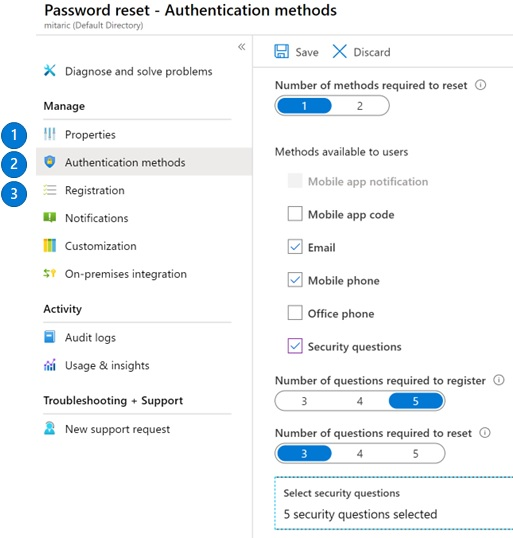 Password reset - Authentication methods
mitaric (Default Directory)
«
Diagnose and solve problems
Manage
1 Properties
2 Authentication methods
3 Registration
Notifications
Customization
On-premises integration
Activity
Audit logs
Usage & insights
Troubleshooting + Support
New support request
Save Discard
Number of methods required to reset
1 2
Methods available to users
Mobile app notification
Mobile app code
Email
Mobile phone
Office phone
Security questions
Number of questions required to register
3 4 5
Number of questions required to reset
3 4 5
Select security questions
5 security questions selected